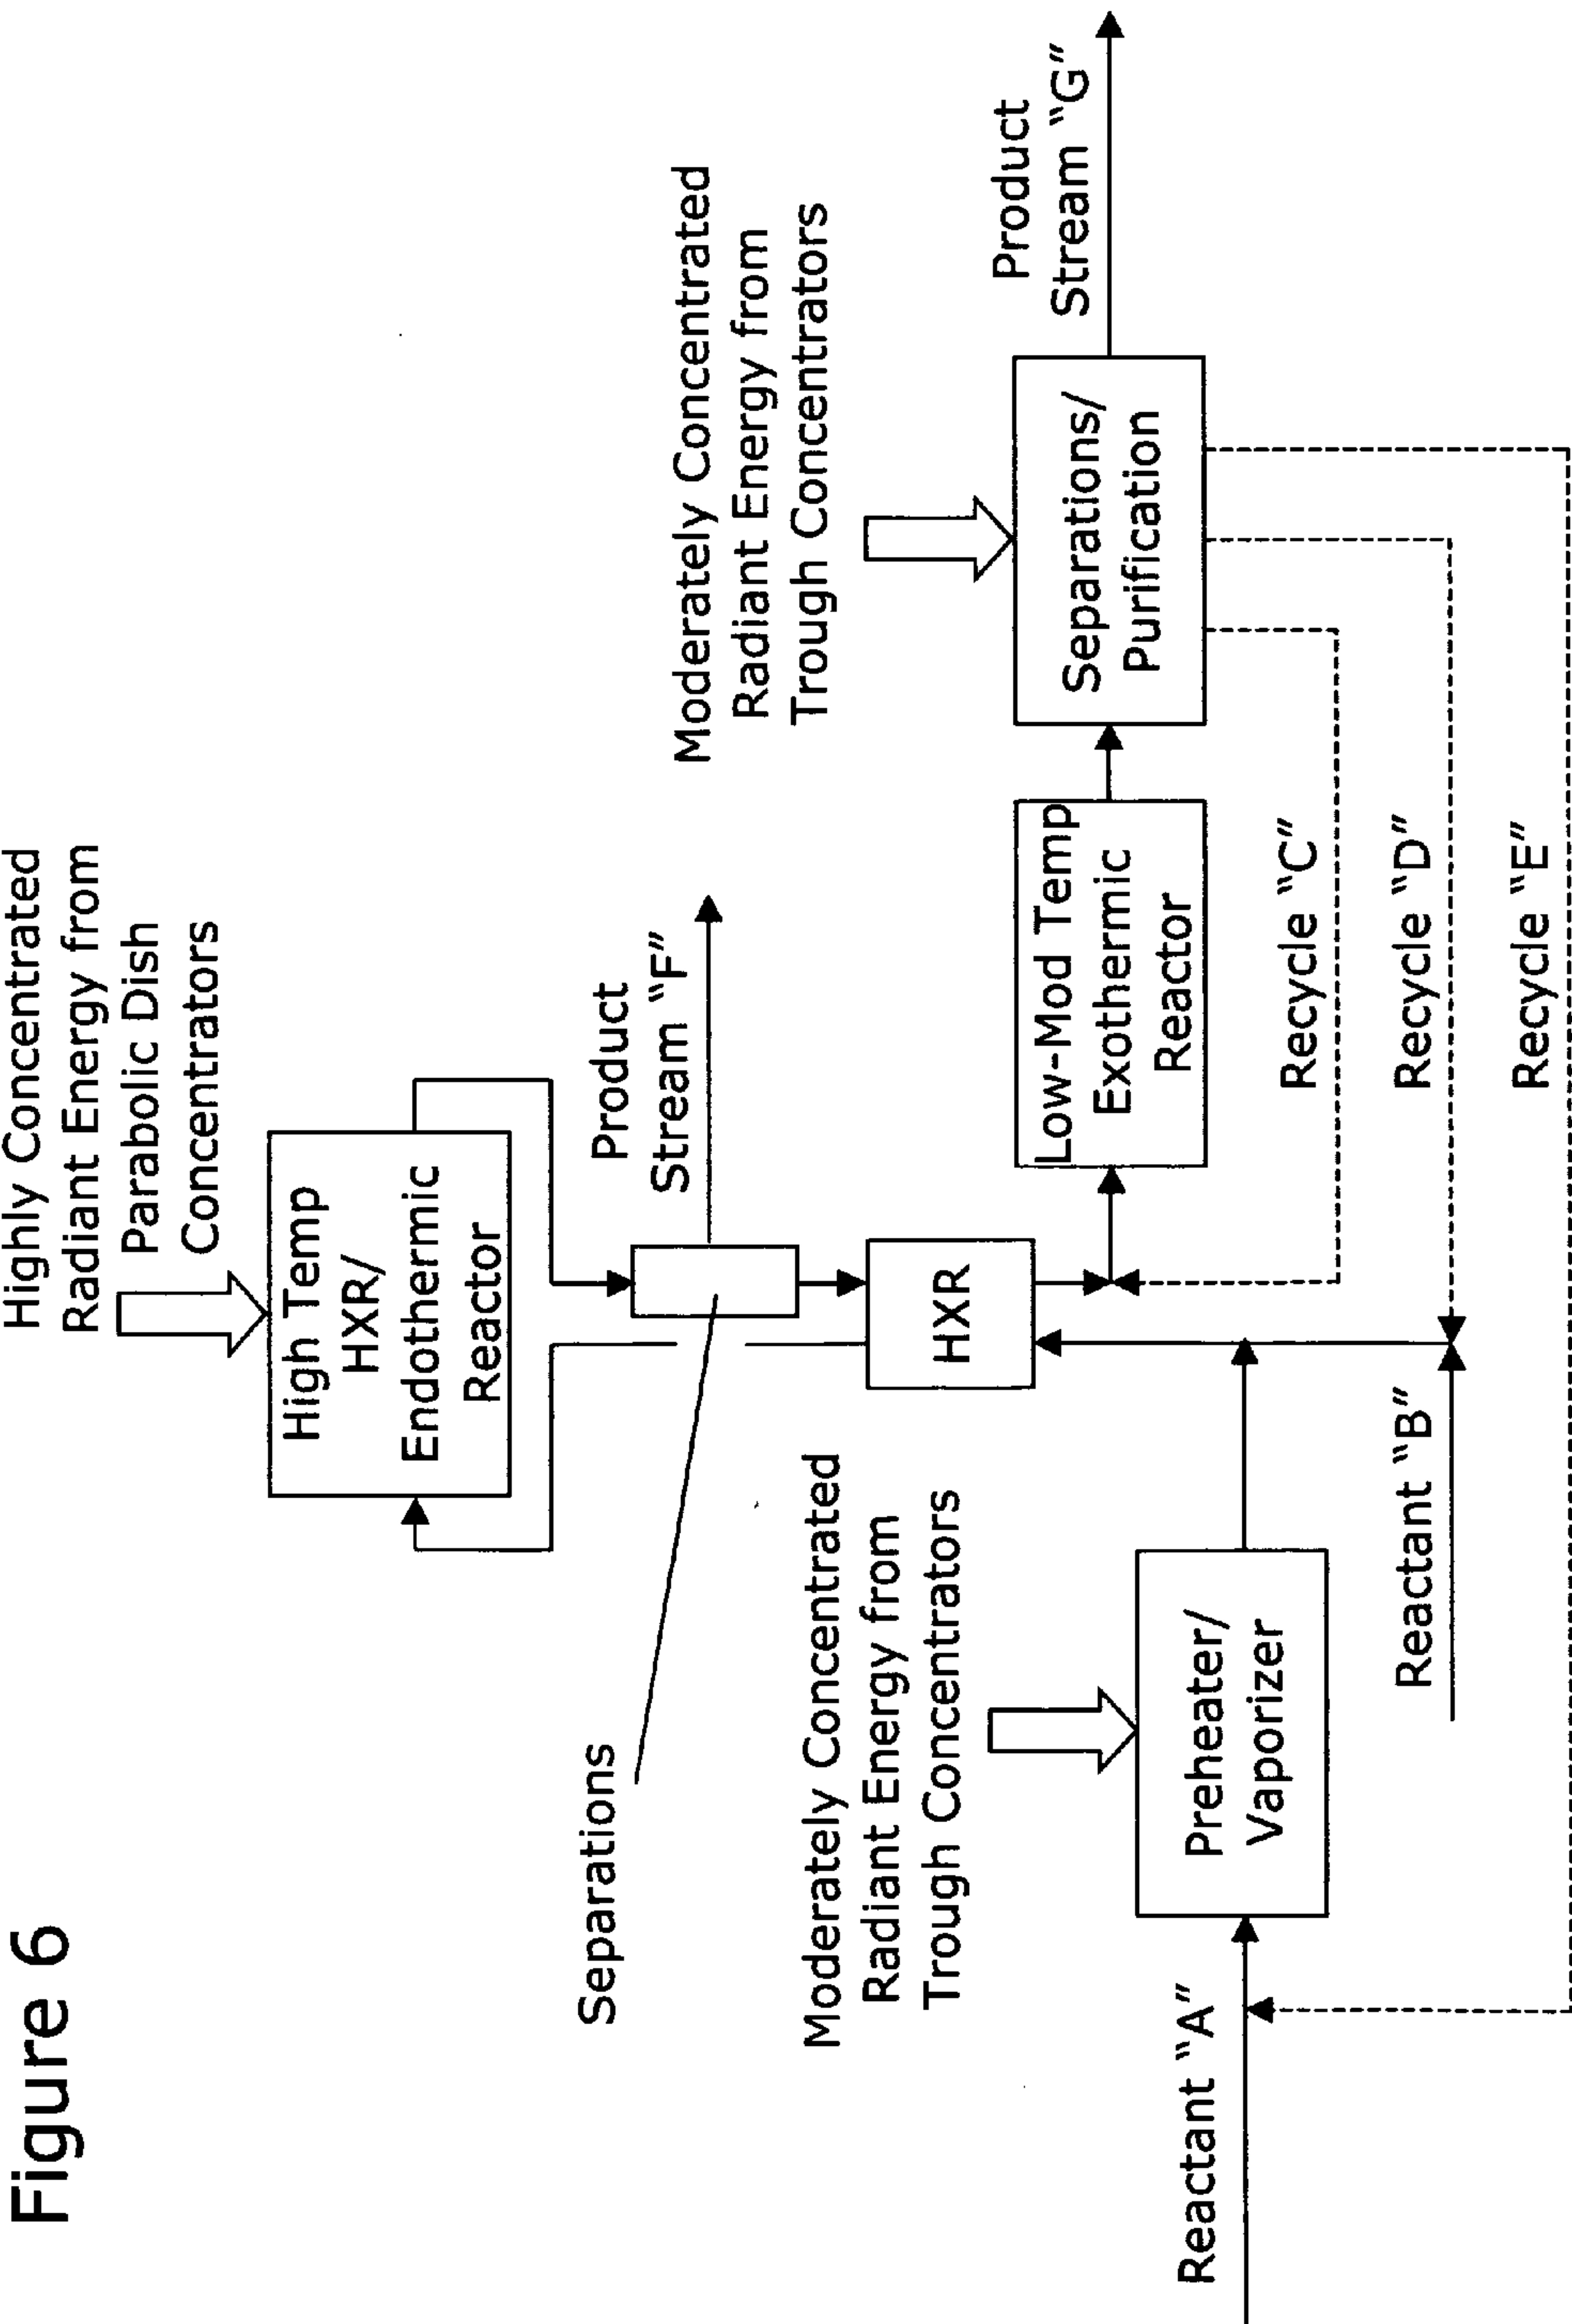 Figure 6
Highly Concentrated
Radiant Energy from
Parabolic Dish
Concentrators
High Temp
HXR/
Endothermic
Reactor
Separations
Product
Stream “F”
Moderately Concentrated
Radiant Energy from
Trough Concentrators
Moderately Concentrated
Radiant Energy from
Trough Concentrators
HXR
Product
Stream “G”
Low-Mod Temp
Exothermic
Reactor
Separations/
Purification
Reactant “A”
Preheater/
Vaporizer
Reactant “B”
Recycle “C”
Recycle “D”
Recycle “E”